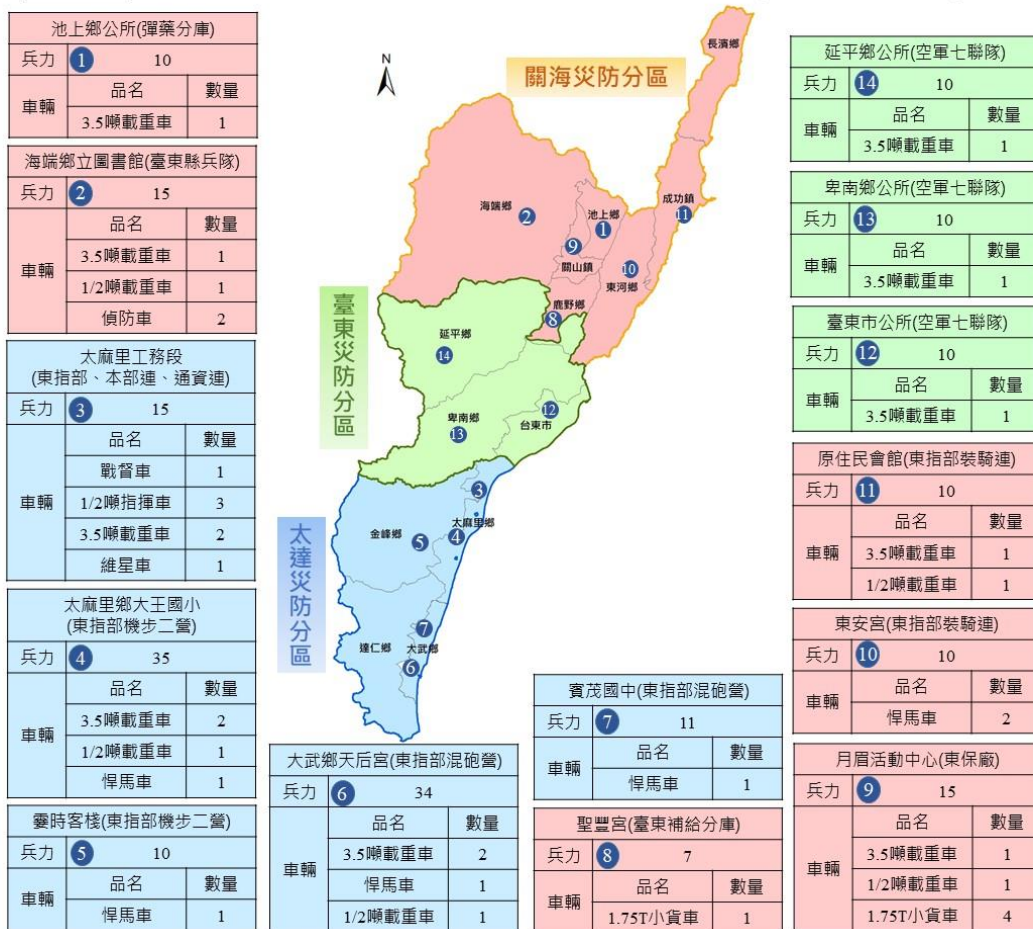 池上鄉公所(彈藥分庫)
兵力 1 10
車輛 品名 數量
3.5噸載重車 1
海端鄉立圖書館(臺東縣兵隊)
兵力 2 15
車輛 品名 數量
3.5噸載重車 1
1/2噸載重車 1
偵防車 2
太麻里工務段
(東指部、本部連、通資連)
兵力 3 15
車輛 品名 數量
戰督車 1
1/2噸指揮車 3
3.5噸載重車 2
維星車 1
太麻里鄉大王國小
(東指部機步二營)
兵力 4 35
車輛 品名 數量
3.5噸載重車 2
1/2噸載重車 1
悍馬車 1
霎時客棧(東指部機步二營)
兵力 5 10
車輛 品名 數量
悍馬車 1
N
關海災防分區
長濱鄉
成功鎮
11
海端鄉
2
池上鄉
1
9
關山鎮
10
東河鄉
鹿野鄉
8
臺東災防分區
延平鄉
14
卑南鄉
13
12
台東市
太達災防分區
3
太麻里鄉
4
金峰鄉
5
7
達仁鄉
大武鄉
6
大武鄉天后宮(東指部混砲營)
兵力 6 34
車輛 品名 數量
3.5噸載重車 2
悍馬車 1
1/2噸載重車 1
賓茂國中(東指部混砲營)
兵力 7 11
車輛 品名 數量
悍馬車 1
聖豐宮(臺東補給分庫)
兵力 8 7
車輛 品名 數量
1.75T小貨車 1
延平鄉公所(空軍七聯隊)
兵力 14 10
車輛 品名 數量
3.5噸載重車 1
卑南鄉公所(空軍七聯隊)
兵力 13 10
車輛 品名 數量
3.5噸載重車 1
臺東市公所(空軍七聯隊)
兵力 12 10
車輛 品名 數量
3.5噸載重車 1
原住民會館(東指部裝騎連)
兵力 11 10
車輛 品名 數量
3.5噸載重車 1
1/2噸載重車 1
東安宮(東指部裝騎連)
兵力 10 10
車輛 品名 數量
悍馬車 2
月眉活動中心(東保廠)
兵力 9 15
車輛 品名 數量
3.5噸載重車 1
1/2噸載重車 1
1.75T小貨車 4